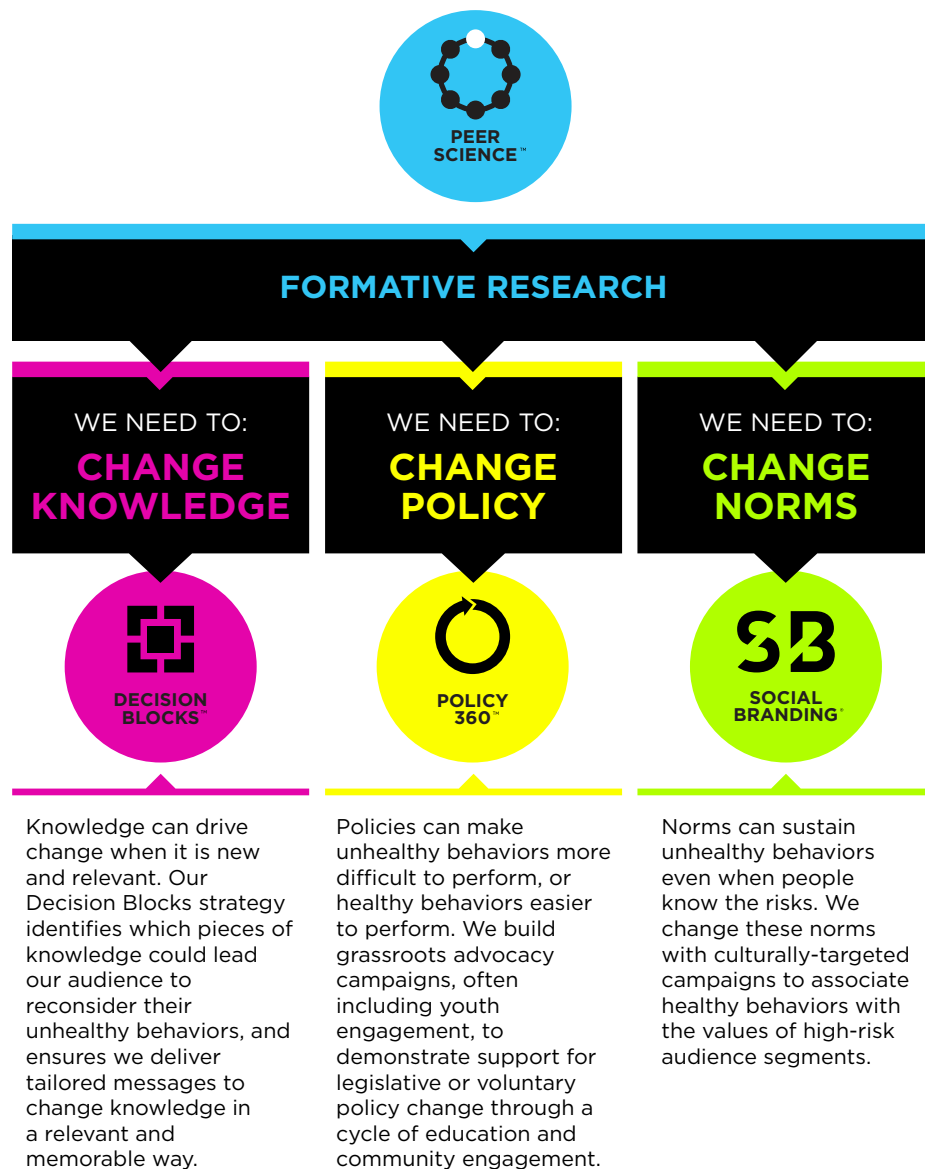 PEER
SCIENCE™
FORMATIVE RESEARCH
WE NEED TO:
CHANGE
KNOWLEDGE
DECISION
BLOCKS™
Knowledge can drive
change when it is new
and relevant. Our
Decision Blocks strategy
identifies which pieces of
knowledge could lead
our audience to
reconsider their
unhealthy behaviors, and
ensures we deliver
tailored messages to
change knowledge in
a relevant and
memorable way.
WE NEED TO:
CHANGE
POLICY
POLICY
360™
Policies can make
unhealthy behaviors more
difficult to perform, or
healthy behaviors easier
to perform. We build
grassroots advocacy
campaigns, often
including youth
engagement, to
demonstrate support for
legislative or voluntary
policy change through a
cycle of education and
community engagement.
WE NEED TO:
CHANGE
NORMS
SB
SOCIAL
BRANDING®
Norms can sustain
unhealthy behaviors
even when people
know the risks. We
change these norms
with culturally-targeted
campaigns to associate
healthy behaviors with
the values of high-risk
audience segments.